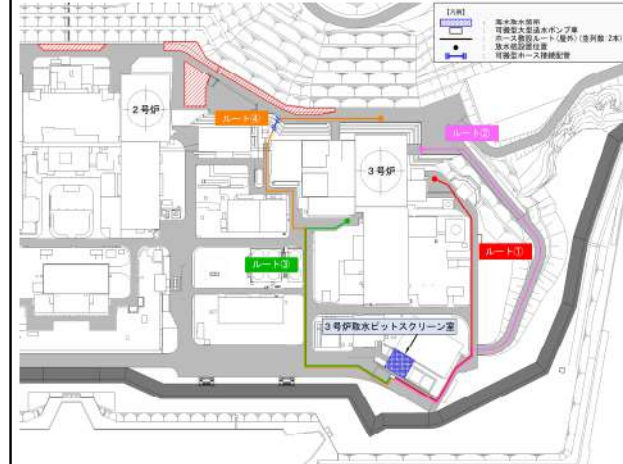 【凡例】
海水取水箇所
可搬型大型送水ポンプ車
ホース敷設ルート(屋外)(並列数:2本)
放水砲設置位置
可搬型ホース接続配管
2号炉
ルート④
ルート②
3号炉
ルート③
ルート①
3号炉取水ピットスクリーン室